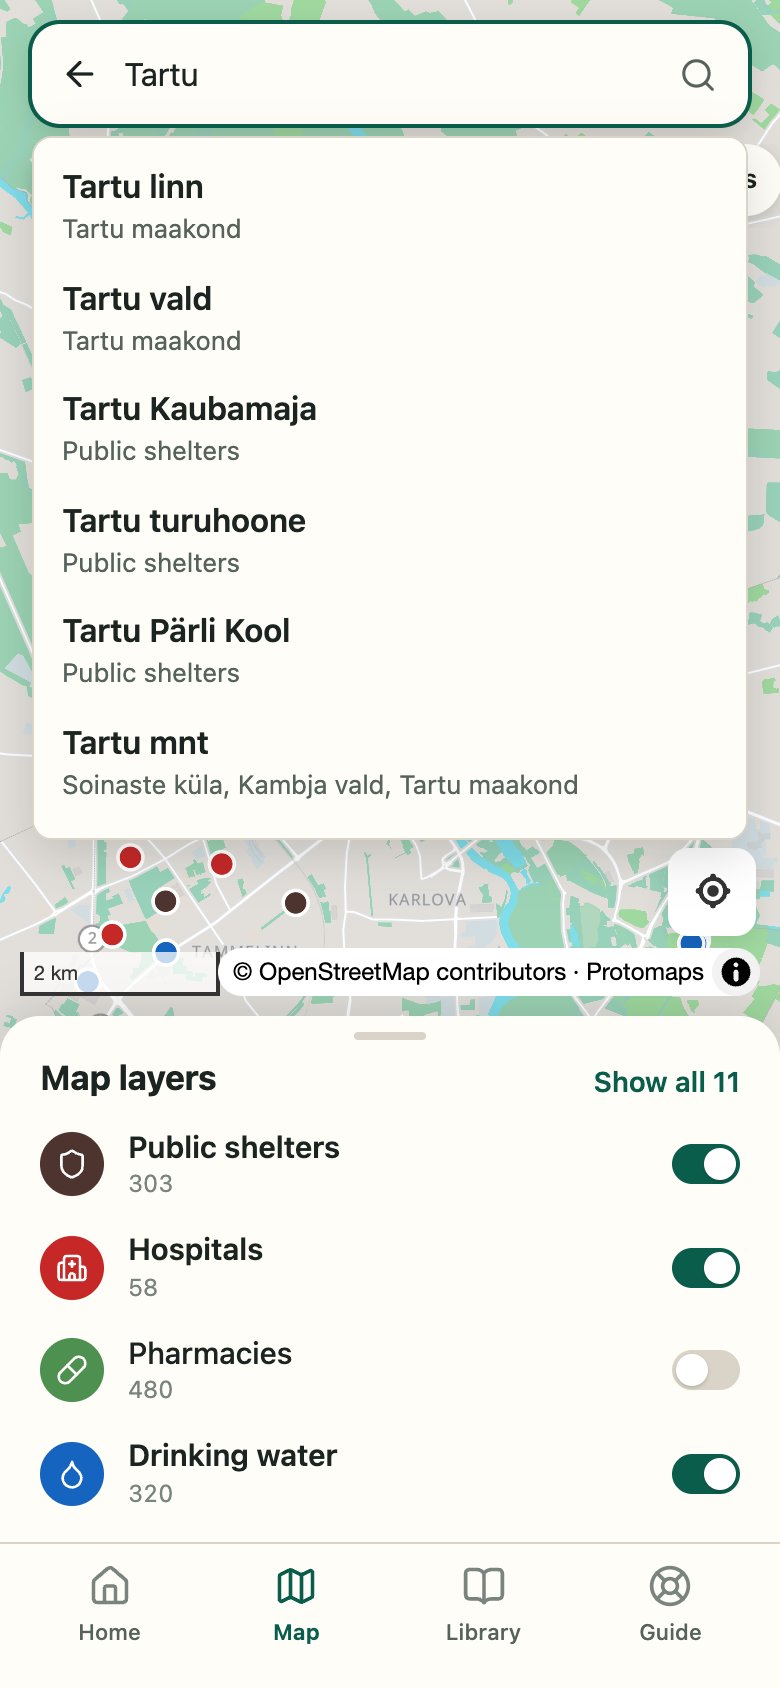 Tartu
s
Tartu linn
Tartu maakond
Tartu vald
Tartu maakond
Tartu Kaubamaja
Public shelters
Tartu turuhoone
Public shelters
Tartu Pärli Kool
Public shelters
Tartu mnt
Soinaste küla, Kambja vald, Tartu maakond
KARLOVA
2
TAMMELINN
2 km
© OpenStreetMap contributors · Protomaps
Map layers
Show all 11
Public shelters
303
Hospitals
58
Pharmacies
480
Drinking water
320
Home
Map
Library
Guide